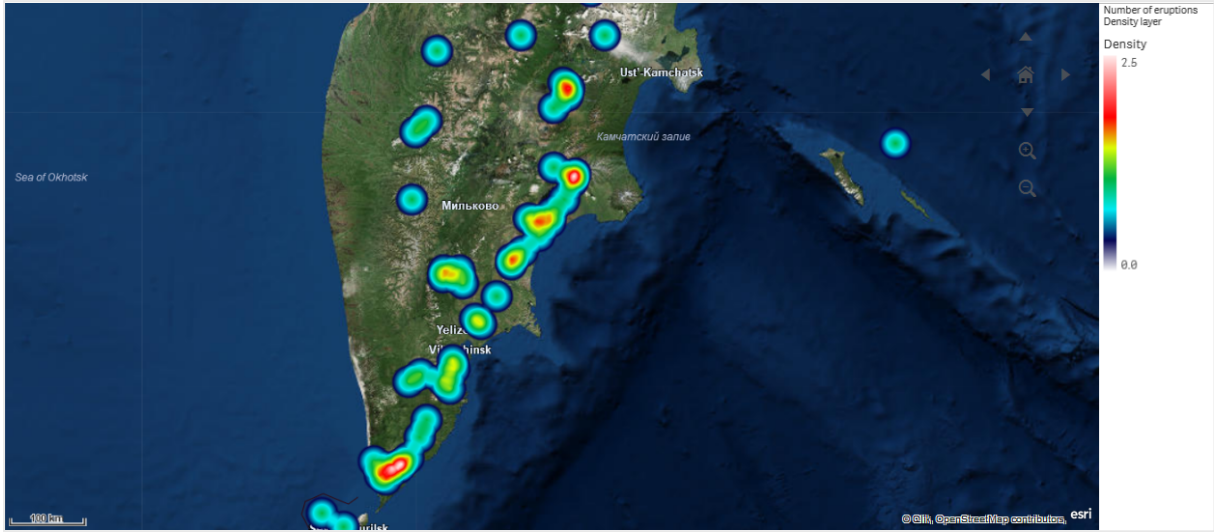 Number of eruptions
Density layer
Density
2.5
0.0
Ust' Kamchatsk
Камчатский залив
Sea of Okhotsk
Мильково
100 km
© Qlik, OpenStreetMap contributors,
esri